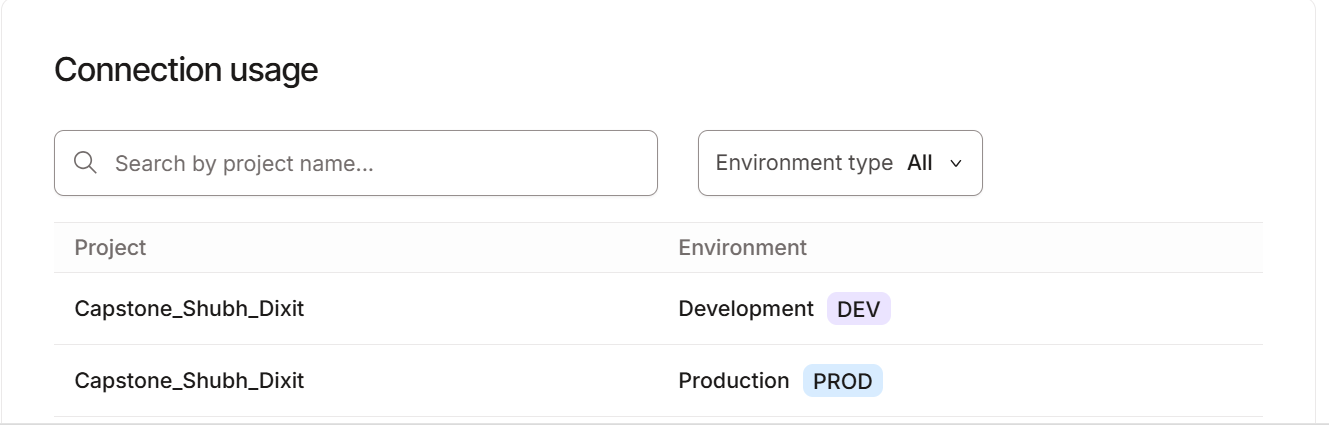 Connection usage
Search by project name...
Environment type All
Project Environment
Capstone_Shubh_Dixit Development DEV
Capstone_Shubh_Dixit Production PROD